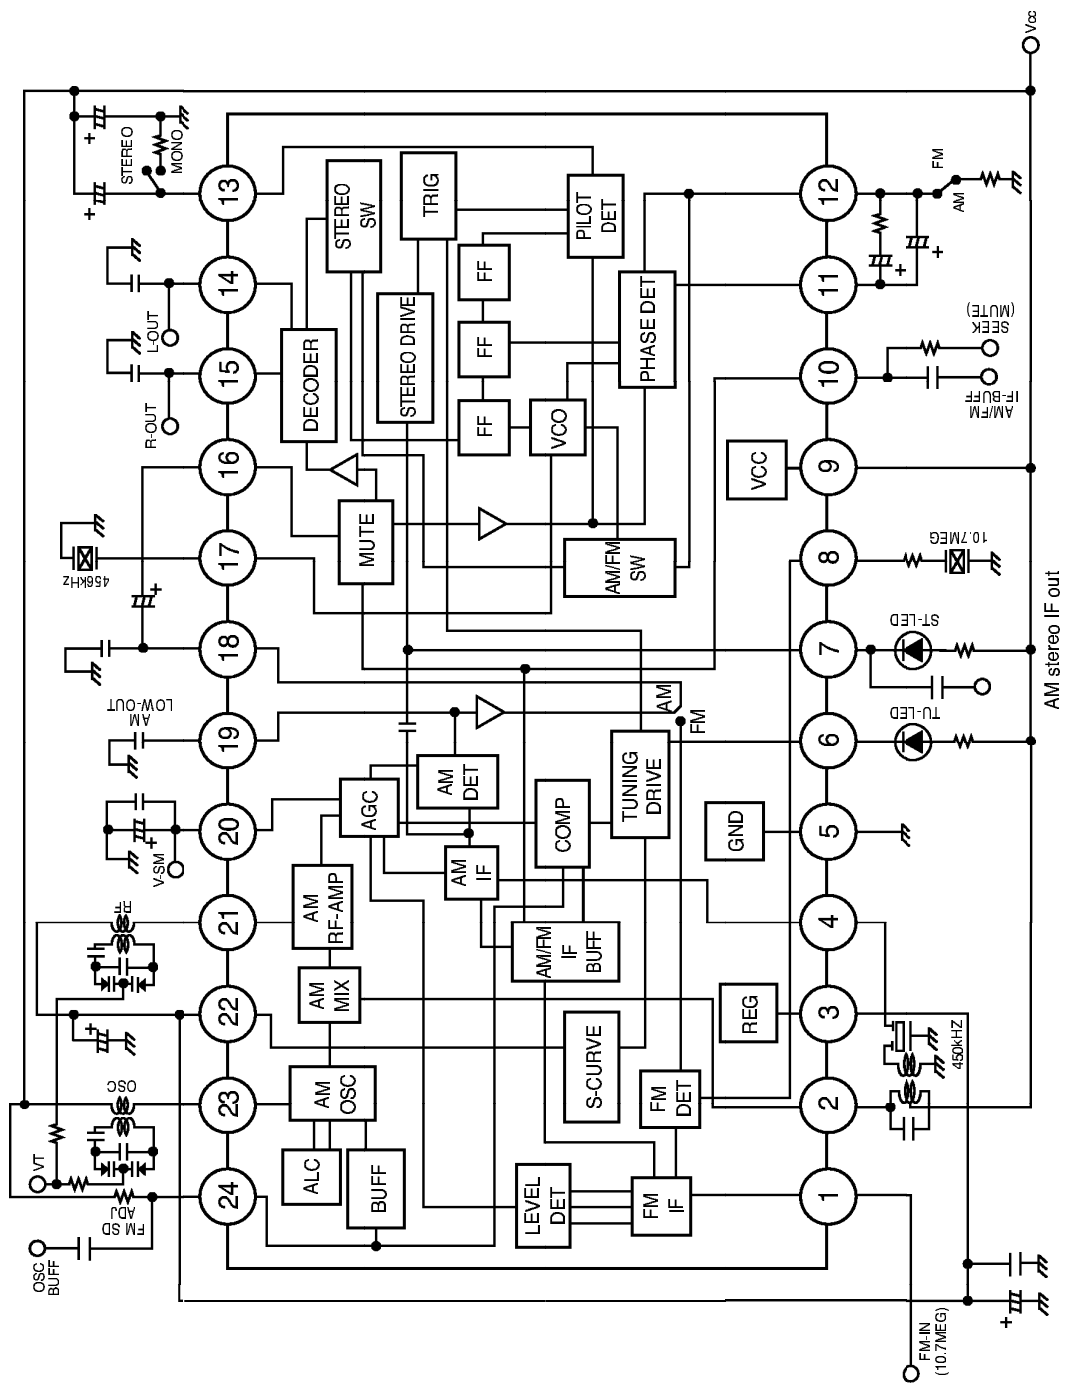 Vcc
STEREO
MONO
13
STEREO
SW
TRIG
PILOT
DET
12
FM
AM
L-OUT
14
FF
11
STEREO DRIVE
PHASE DET
R-OUT
15
DECODER
FF
10
SEEK
(MUTE)
AM/FM
IF-BUFF
FF
VCO
16
VCC
9
MUTE
456kHz
17
AM/FM
SW
8
10.7MEG
18
7
ST-LED
AM stereo IF out
AM
LOW-OUT
19
AM
FM
6
TU-LED
AM
DET
TUNING
DRIVE
V-SM
20
AGC
COMP
GND
5
AM
IF
RF
21
AM
RF-AMP
AM/FM
IF
BUFF
4
22
AM
MIX
REG
3
450kHZ
S-CURVE
OSC
23
AM
OSC
FM
DET
2
VT
24
ALC
BUFF
LEVEL
DET
FM
IF
1
FM SD
ADJ
OSC
BUFF
FM-IN
(10.7MEG)
+
+
+
+
+
+
+
+